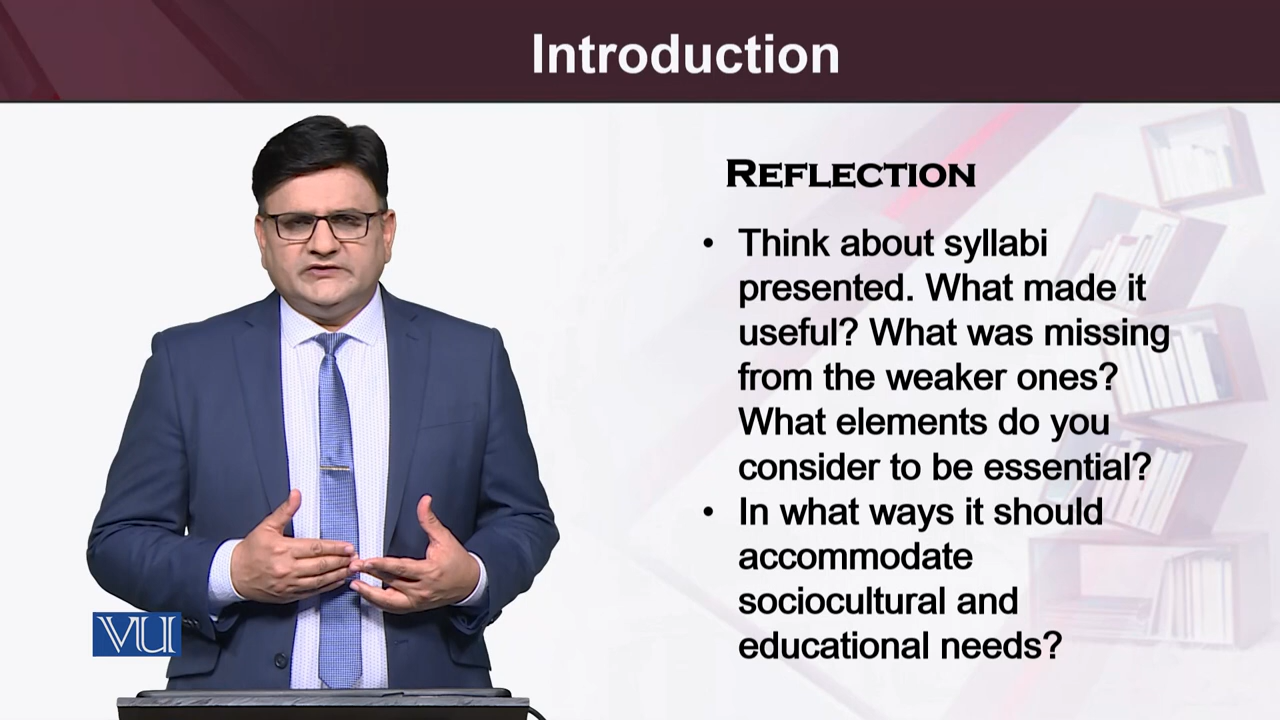 Introduction
REFLECTION
• Think about syllabi
presented. What made it
useful? What was missing
from the weaker ones?
What elements do you
consider to be essential?
• In what ways it should
accommodate
sociocultural and
educational needs?
VU